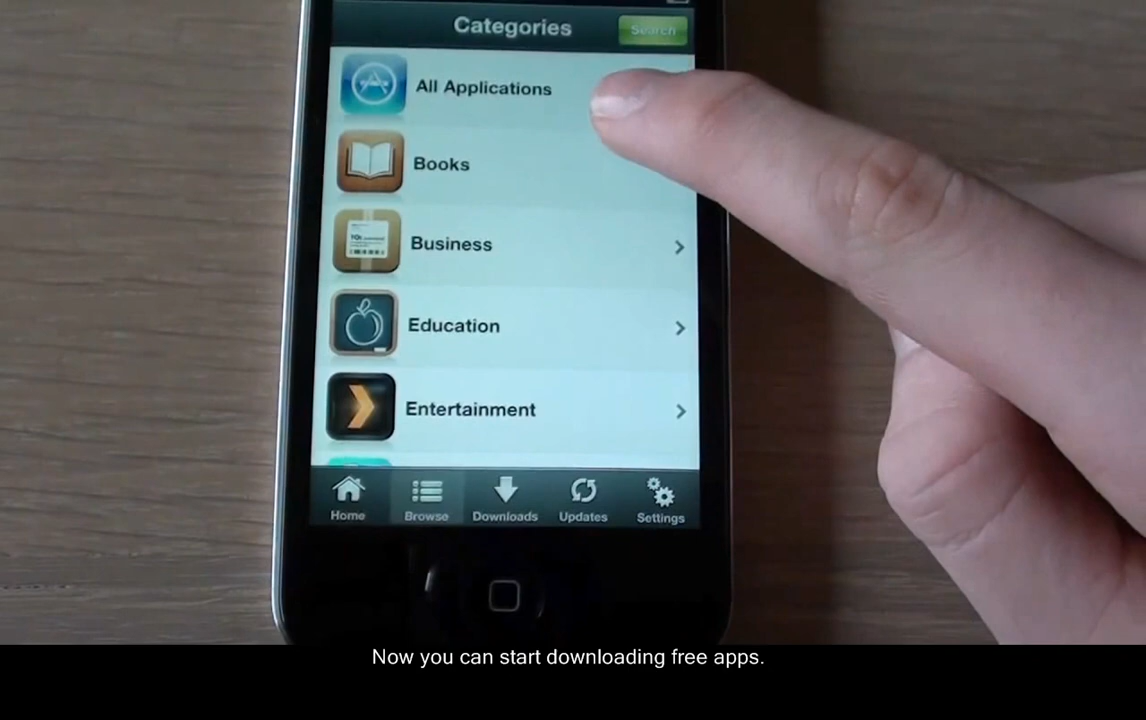 Categories
Search
All Applications
Books
Business
Education
Entertainment
Home
Browse
Downloads
Updates
Settings
Now you can start downloading free apps.